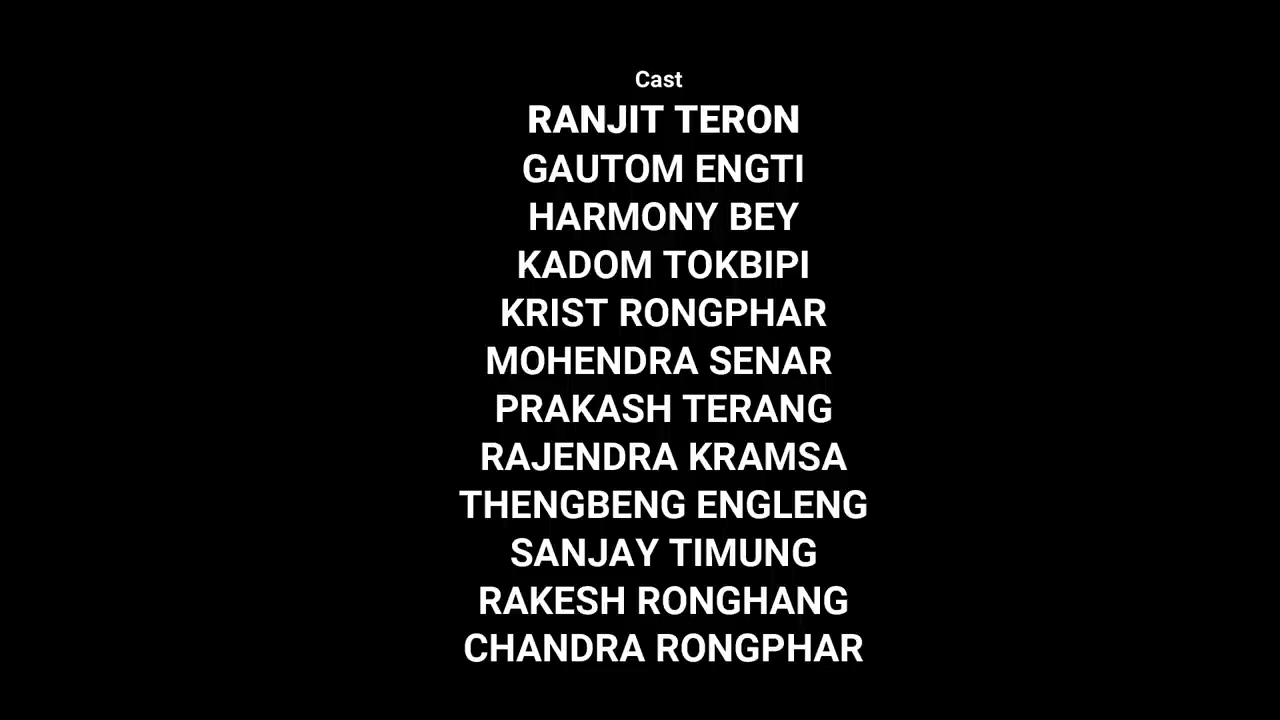 Cast
RANJIT TERON
GAUTOM ENGTI
HARMONY BEY
KADOM TOKBIPI
KRIST RONGPHAR
MOHENDRA SENAR
PRAKASH TERANG
RAJENDRA KRAMSA
THENGBENG ENGLENG
SANJAY TIMUNG
RAKESH RONGHANG
CHANDRA RONGPHAR